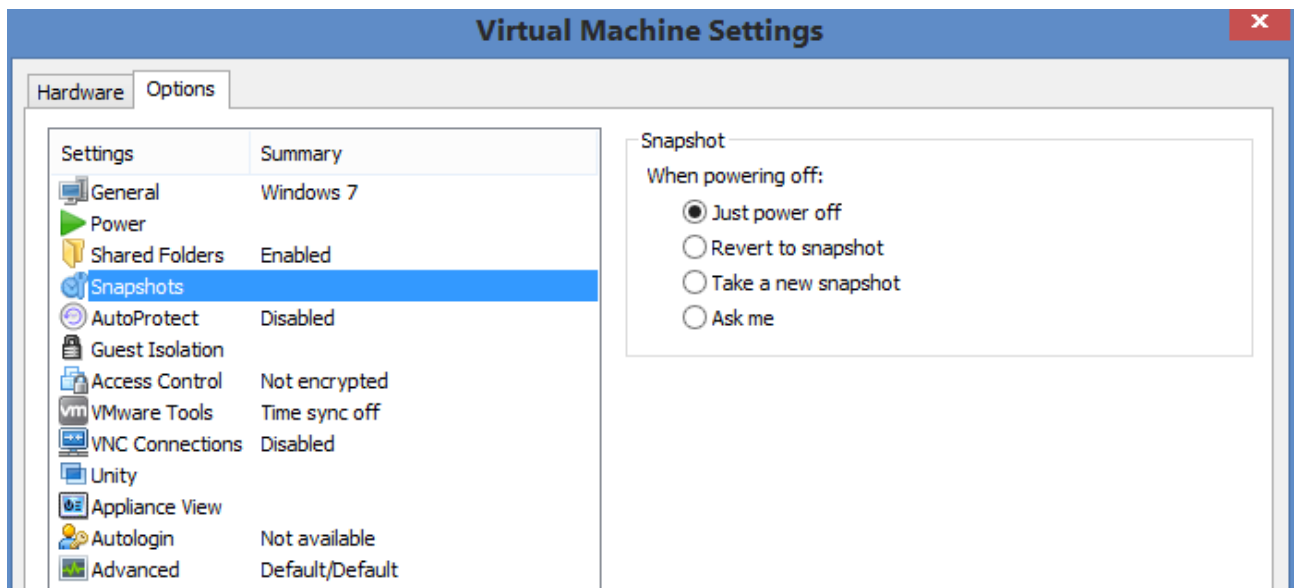 Virtual Machine Settings
x
Hardware Options
Settings Summary
General Windows 7
Power
Shared Folders Enabled
Snapshots
AutoProtect Disabled
Guest Isolation
Access Control Not encrypted
vm VMware Tools Time sync off
VNC Connections Disabled
Unity
Appliance View
Autologin Not available
Advanced Default/Default
Snapshot
When powering off:
Just power off
Revert to snapshot
Take a new snapshot
Ask me